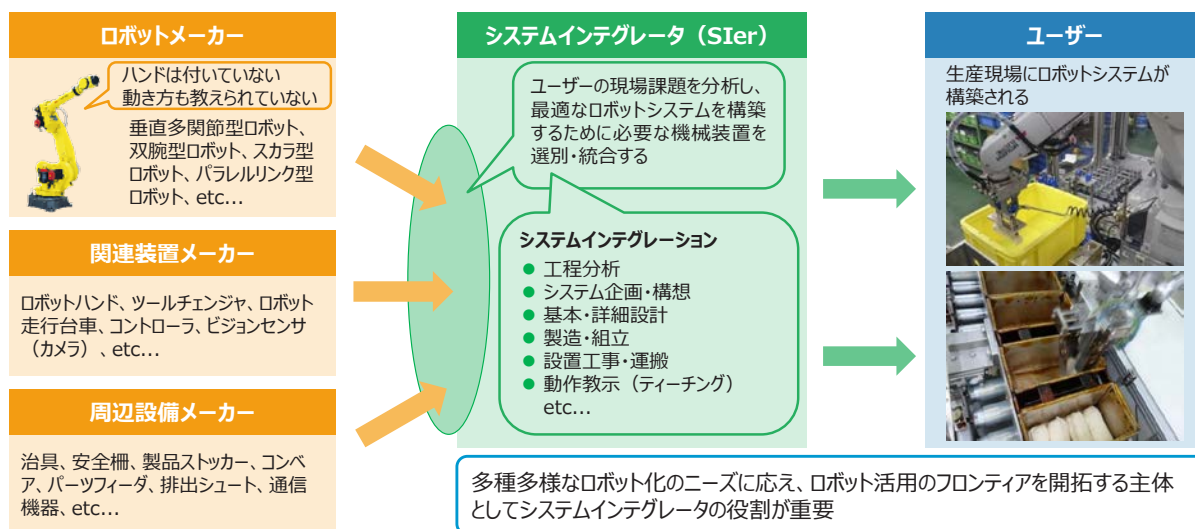 ロボットメーカー
ハンドは付いていない
動き方も教えられていない
垂直多関節型ロボット、
双腕型ロボット、スカラ型
ロボット、パラレルリンク型
ロボット、etc...
関連装置メーカー
ロボットハンド、ツールチェンジャ、ロボット
走行台車、コントローラ、ビジョンセンサ
（カメラ）、etc...
周辺設備メーカー
治具、安全柵、製品ストッカー、コンベ
ア、パーツフィーダ、排出シュート、通信
機器、etc...
システムインテグレータ（SIer）
ユーザーの現場課題を分析し、
最適なロボットシステムを構築
するために必要な機械装置を
選別・統合する
システムインテグレーション
● 工程分析
● システム企画・構想
● 基本・詳細設計
● 製造・組立
● 設置工事・運搬
● 動作教示（ティーチング）
etc...
ユーザー
生産現場にロボットシステムが
構築される
多種多様なロボット化のニーズに応え、ロボット活用のフロンティアを開拓する主体
としてシステムインテグレータの役割が重要